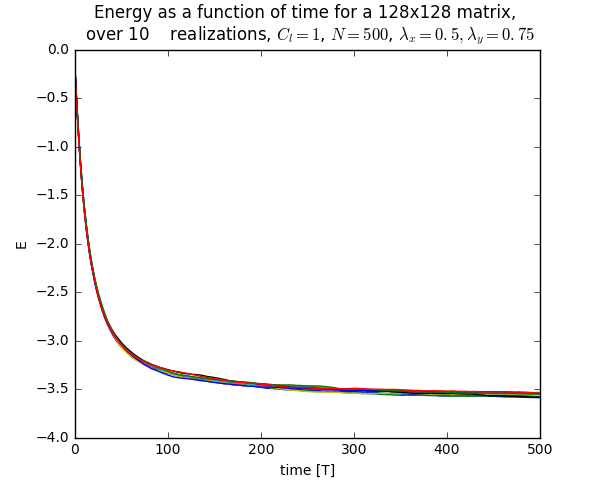 Energy as a function of time for a 128x128 matrix,
over 10    realizations, $C_l = 1$, $N = 500$, $\lambda_x = 0.5, \lambda_y = 0.75$
0.0
−0.5
−1.0
−1.5
−2.0
−2.5
−3.0
−3.5
−4.0
E
0 100 200 300 400 500
time [T]